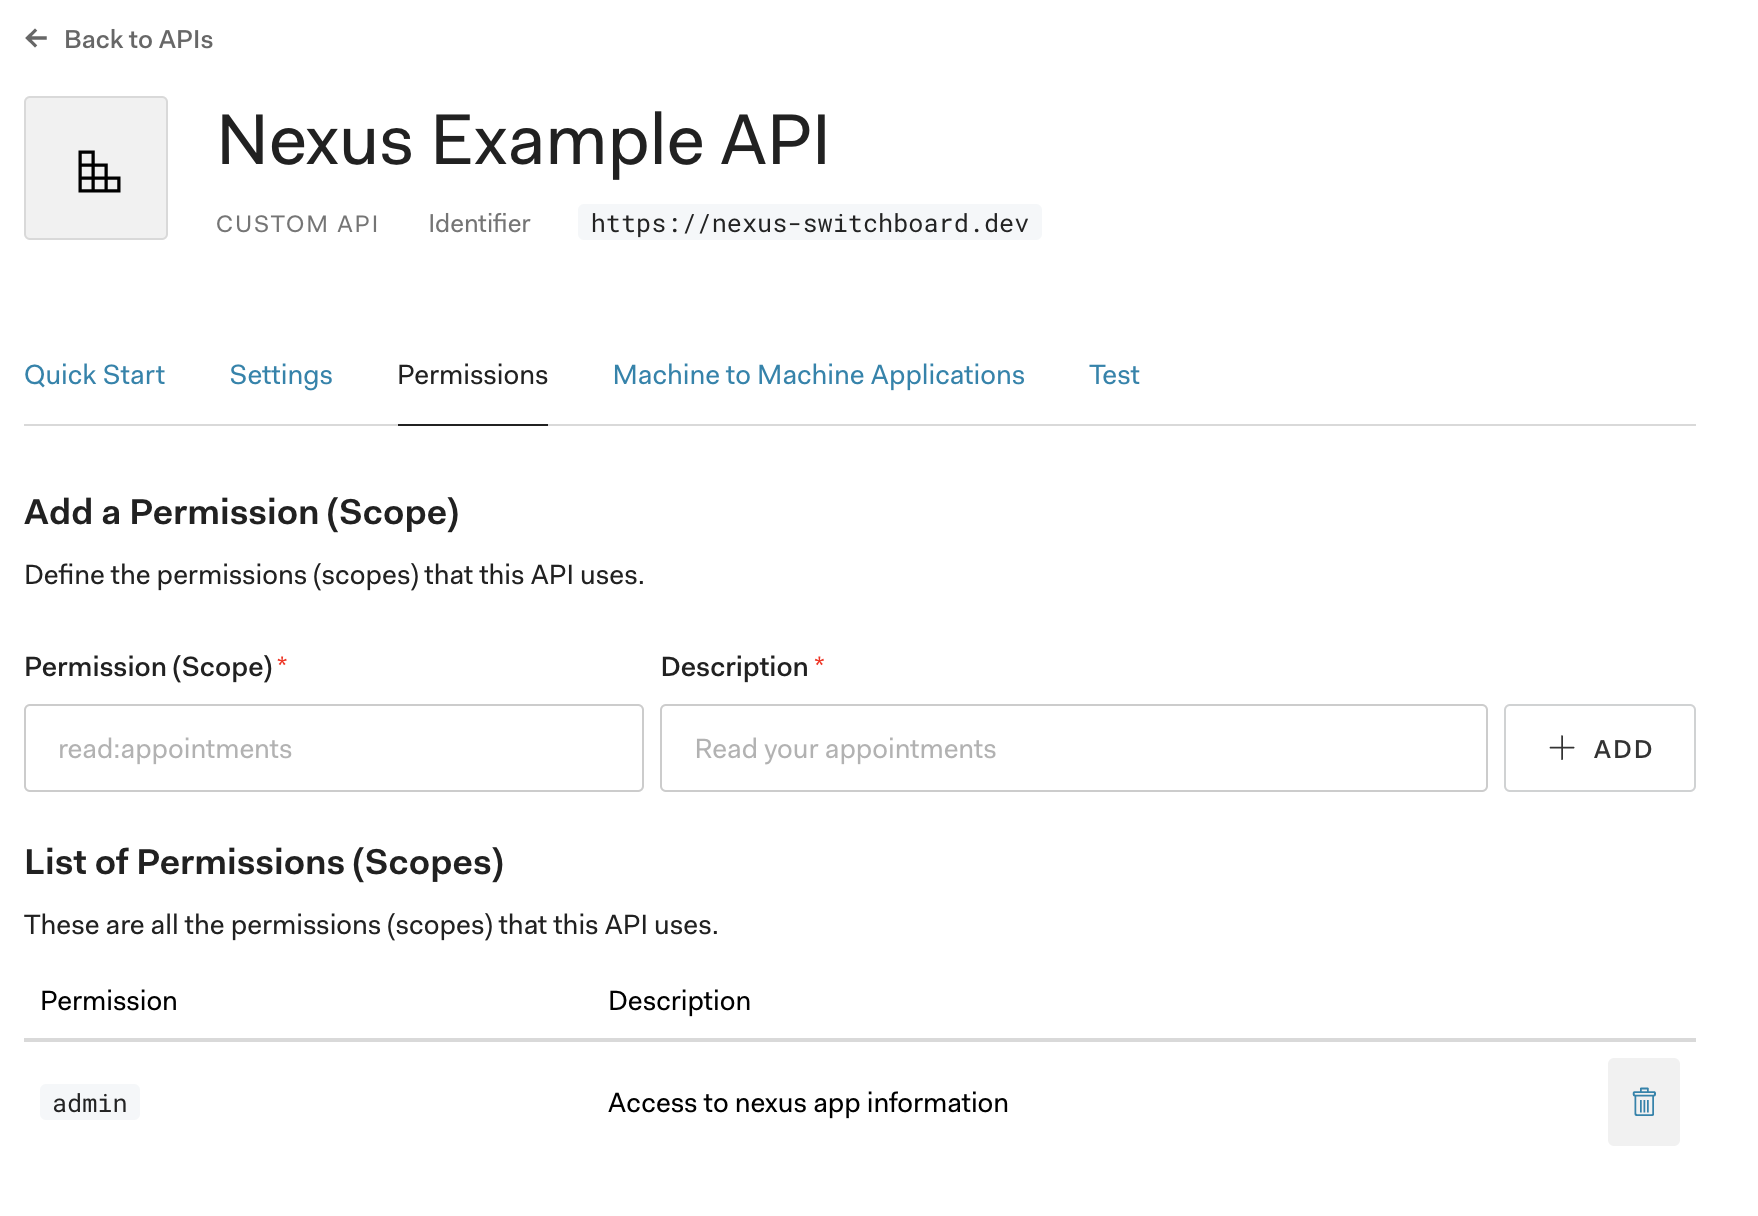 Back to APIs
Nexus Example API
CUSTOM API Identifier https://nexus-switchboard.dev
Quick Start Settings Permissions Machine to Machine Applications Test
Add a Permission (Scope)
Define the permissions (scopes) that this API uses.
Permission (Scope) * Description *
read:appointments Read your appointments + ADD
List of Permissions (Scopes)
These are all the permissions (scopes) that this API uses.
Permission Description
admin Access to nexus app information